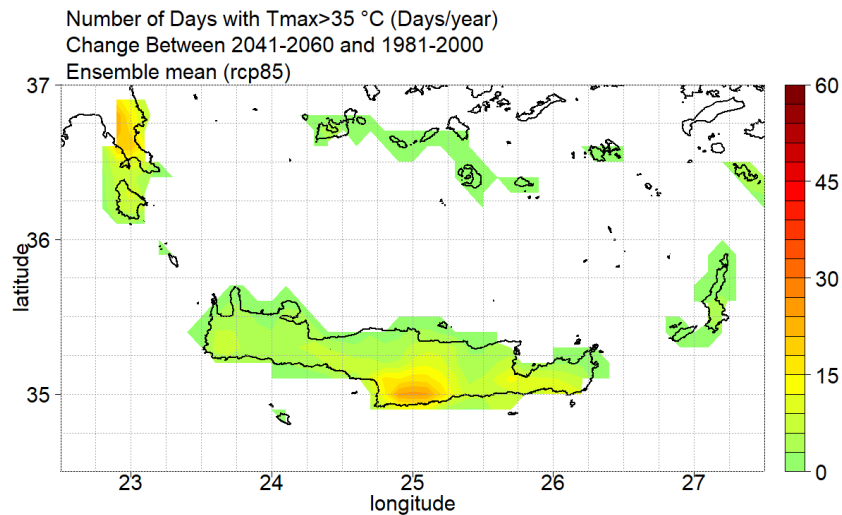 Number of Days with Tmax>35 °C (Days/year)
Change Between 2041-2060 and 1981-2000
Ensemble mean (rcp85)
37
36
35
latitude
23
24
25
26
27
longitude
60
45
30
15
0